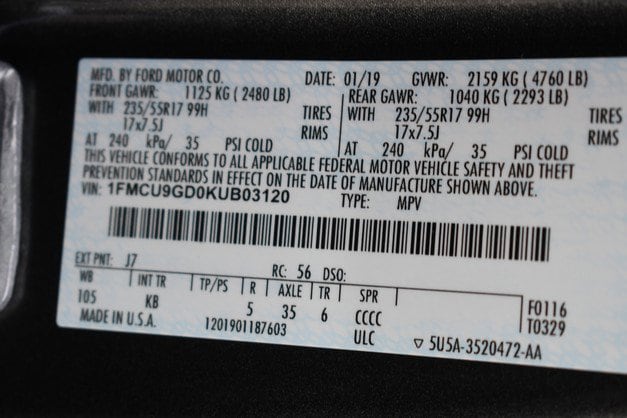 MFD. BY FORD MOTOR CO. DATE: 01/19 GVWR: 2159 KG ( 4760 LB)
FRONT GAWR: 1125 KG ( 2480 LB) REAR GAWR: 1040 KG ( 2293 LB)
WITH 235/55R17 99H TIRES WITH 235/55R17 99H TIRES
17x7.5J RIMS 17x7.5J RIMS
AT 240 kPa/ 35 PSI COLD AT 240 kPa/ 35 PSI COLD
THIS VEHICLE CONFORMS TO ALL APPLICABLE FEDERAL MOTOR VEHICLE SAFETY AND THEFT
PREVENTION STANDARDS IN EFFECT ON THE DATE OF MANUFACTURE SHOWN ABOVE.
VIN: 1FMCU9GD0KUB03120 TYPE: MPV
EXT PNT: J7 RC: 56 DSO:
WB INT TR TP/PS R AXLE TR SPR
105 KB 5 35 6 CCCC F0116
MADE IN U.S.A. 1201901187603 ULC T0329
▽ 5U5A-3520472-AA